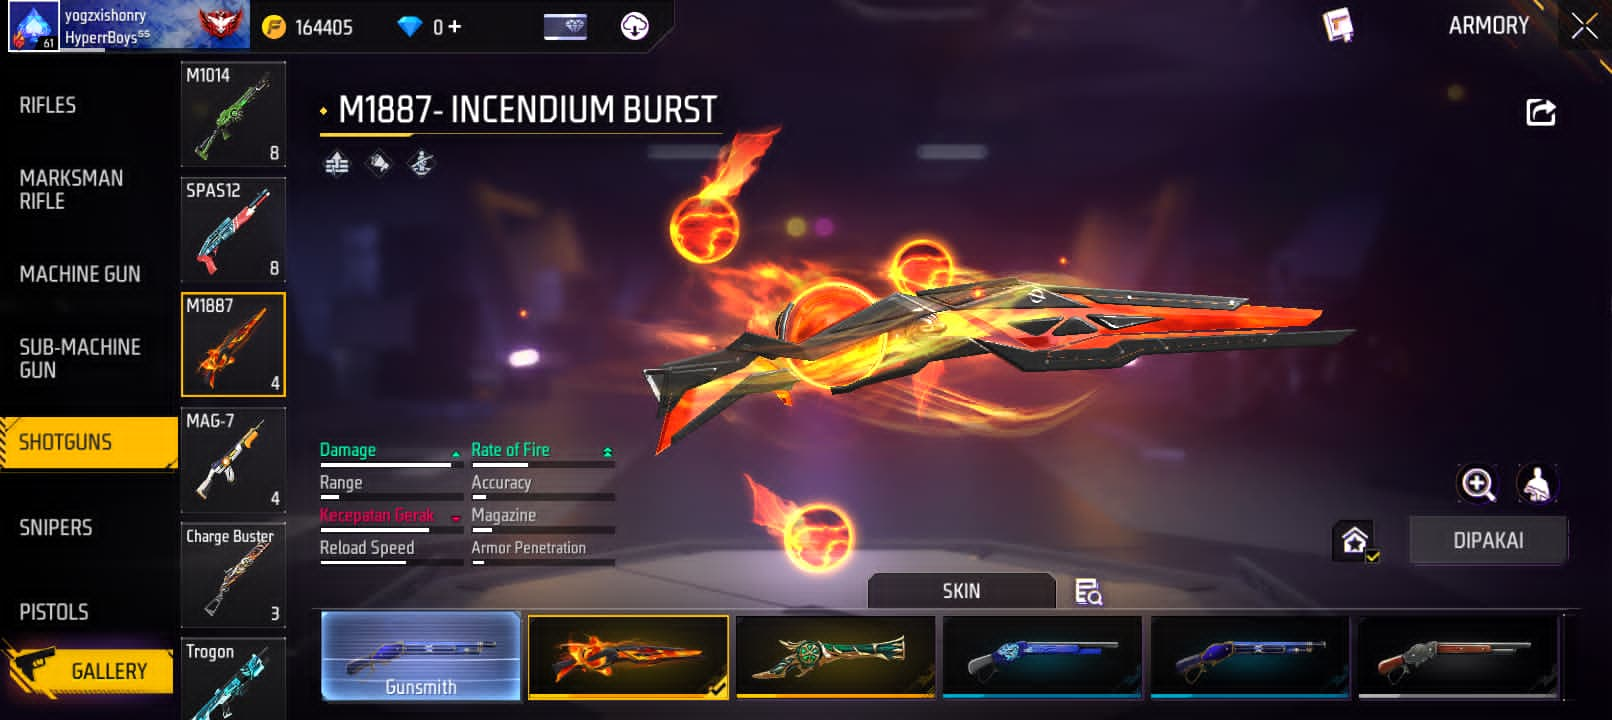 yogzxishonry
HyperrBoysˢˢ
61
164405
0 +
ARMORY
RIFLES
MARKSMAN
RIFLE
MACHINE GUN
SUB-MACHINE
GUN
SHOTGUNS
SNIPERS
PISTOLS
GALLERY
M1014
8
SPAS12
8
M1887
4
MAG-7
4
Charge Buster
3
Trogon
M1887- INCENDIUM BURST
Damage
Rate of Fire
Range
Accuracy
Kecepatan Gerak
Magazine
Reload Speed
Armor Penetration
DIPAKAI
SKIN
Gunsmith